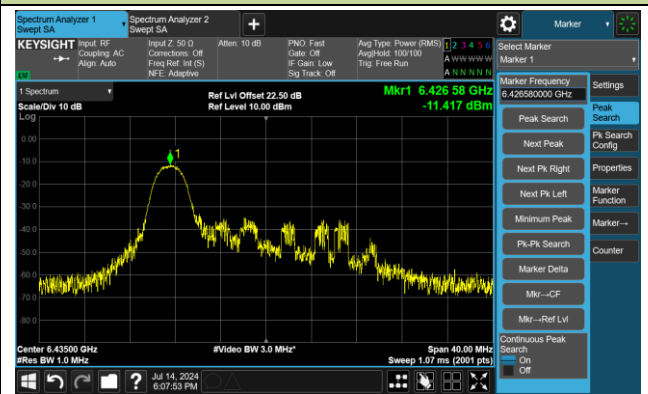 Spectrum Analyzer 1
Swept SA
Spectrum Analyzer 2
Swept SA
+
Marker
KEYSIGHT
Input: RF
Coupling: AC
Align: Auto
Input Z: 50 Ω
Corrections: Off
Freq Ref: Int (S)
NFE: Adaptive
Atten: 10 dB
PNO: Fast
Gate: Off
IF Gain: Low
Sig Track: Off
Avg Type: Power (RMS)
Avg|Hold: 100/100
Trig: Free Run
1 2 3 4 5 6
A W W W W W
A N N N N N
Select Marker
Marker 1
LXI
1 Spectrum
Scale/Div 10 dB
Log
Ref Lvl Offset 22.50 dB
Ref Level 10.00 dBm
Mkr1 6.426 58 GHz
-11.417 dBm
1
0.00
-10.0
-20.0
-30.0
-40.0
-50.0
-60.0
-70.0
-80.0
Center 6.43500 GHz
#Res BW 1.0 MHz
#Video BW 3.0 MHz*
Span 40.00 MHz
Sweep 1.07 ms (2001 pts)
Marker Frequency
6.426580000 GHz
Peak Search
Next Peak
Next Pk Right
Next Pk Left
Minimum Peak
Pk-Pk Search
Marker Delta
Mkr→CF
Mkr→Ref Lvl
Continuous Peak
Search
On
Off
Settings
Peak
Search
Pk Search
Config
Properties
Marker
Function
Marker→
Counter
?
Jul 14, 2024
6:07:53 PM